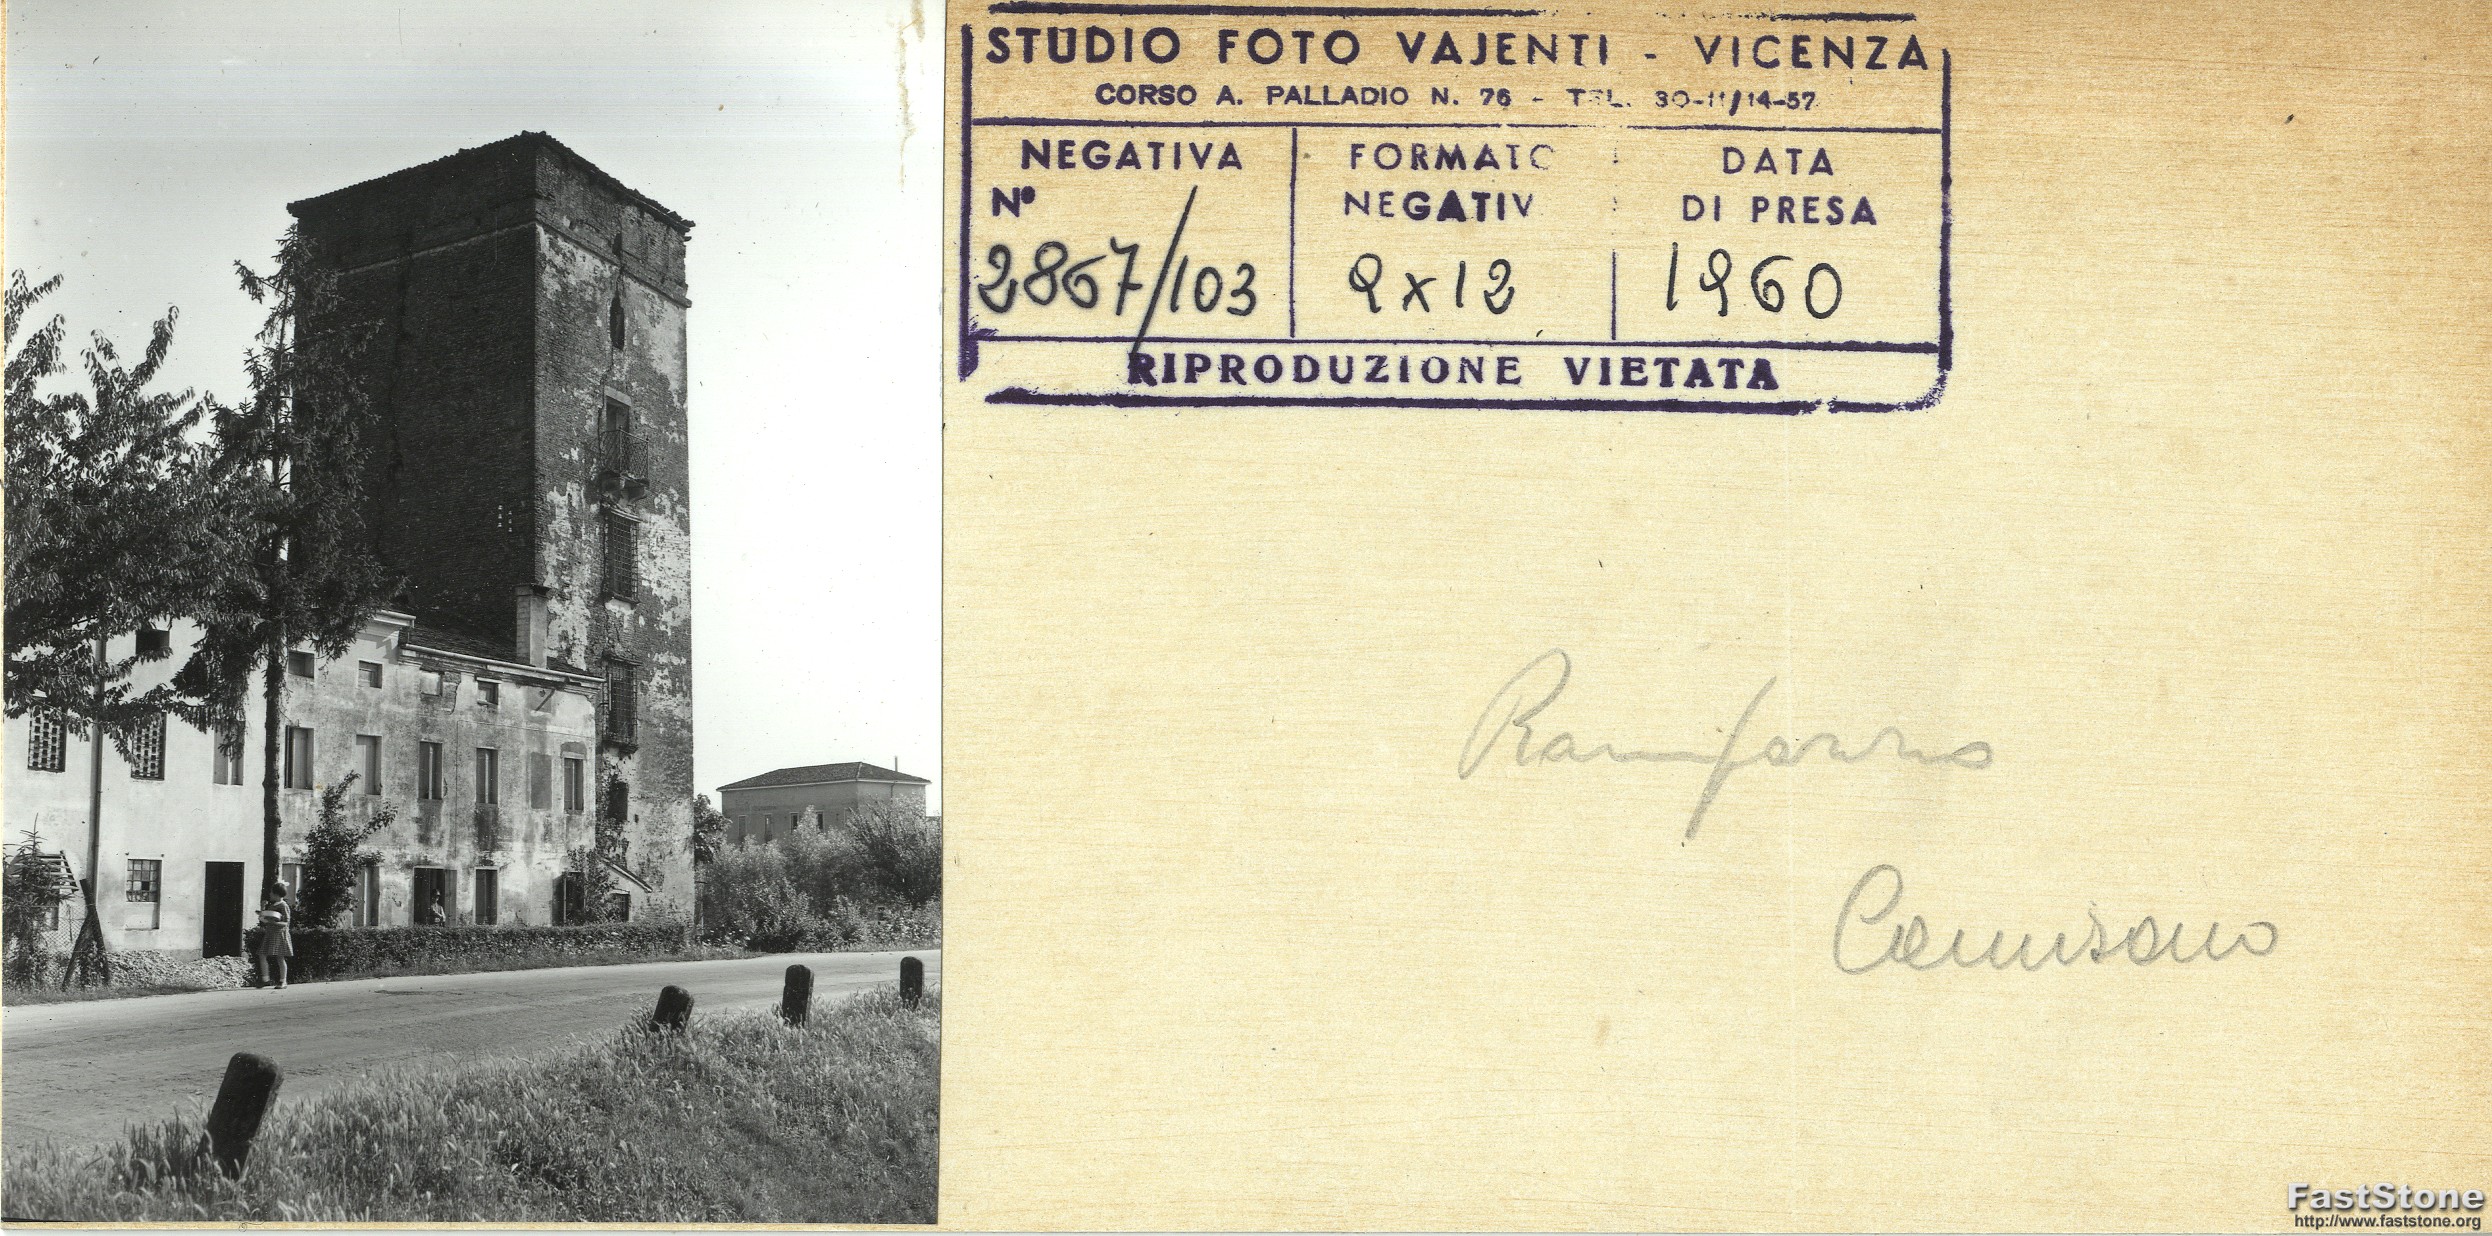 STUDIO FOTO VAJENTI - VICENZA
CORSO A. PALLADIO N. 76 - TEL. 30-11/14-57
NEGATIVA
Nº
2867/103
FORMATO
NEGATIV
9x12
DATA
DI PRESA
1960
RIPRODUZIONE VIETATA
Camisano
FastStone
http://www.faststone.org